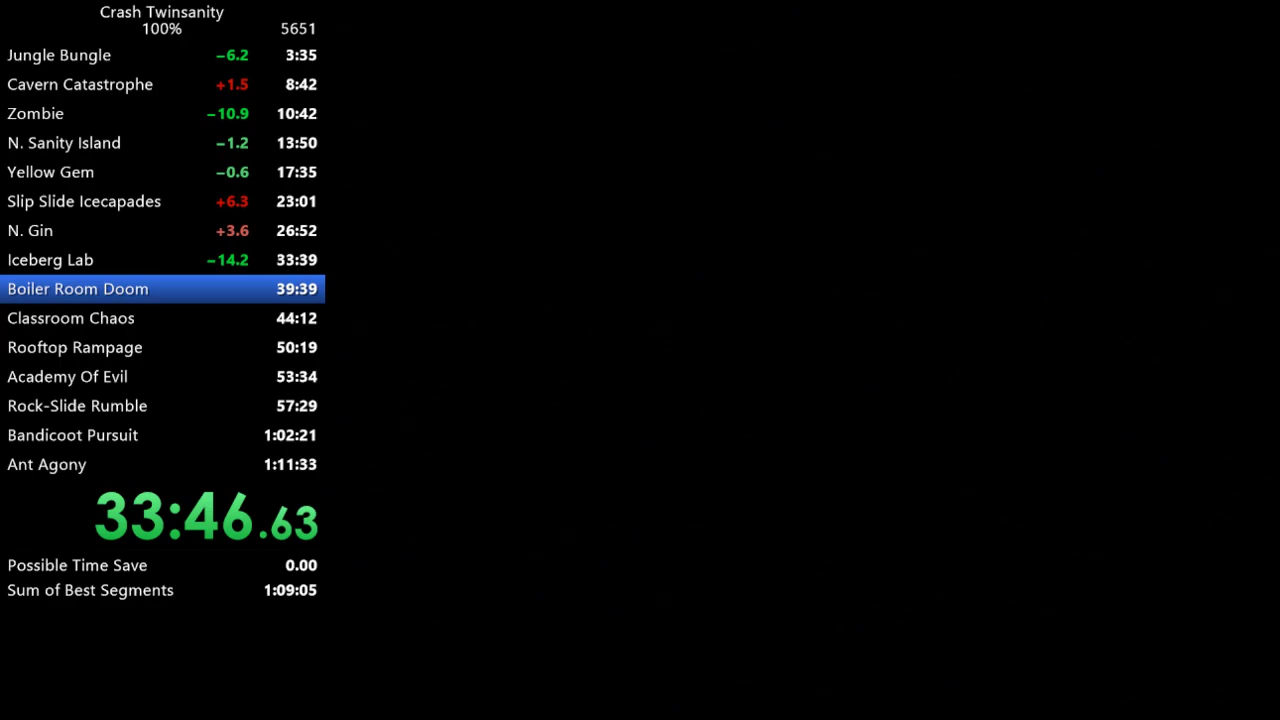 Crash Twinsanity
100% 5651
Jungle Bungle −6.2 3:35
Cavern Catastrophe +1.5 8:42
Zombie −10.9 10:42
N. Sanity Island −1.2 13:50
Yellow Gem −0.6 17:35
Slip Slide Icecapades +6.3 23:01
N. Gin +3.6 26:52
Iceberg Lab −14.2 33:39
Boiler Room Doom 39:39
Classroom Chaos 44:12
Rooftop Rampage 50:19
Academy Of Evil 53:34
Rock-Slide Rumble 57:29
Bandicoot Pursuit 1:02:21
Ant Agony 1:11:33
33:46.63
Possible Time Save 0.00
Sum of Best Segments 1:09:05